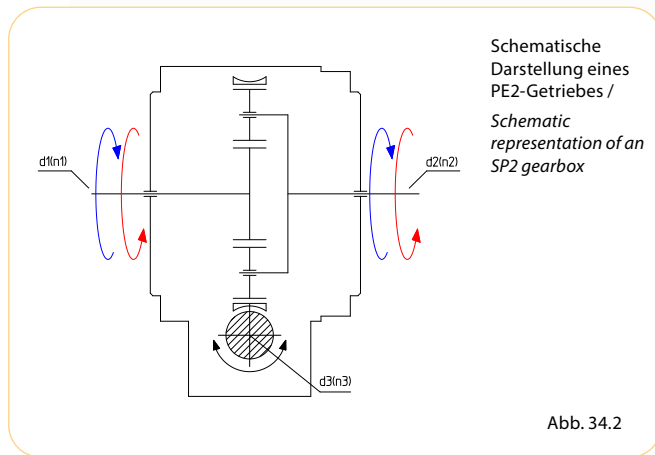 Schematische
Darstellung eines
PE2-Getriebes /
Schematic
representation of an
SP2 gearbox
d1(n1)
d2(n2)
d3(n3)
Abb. 34.2